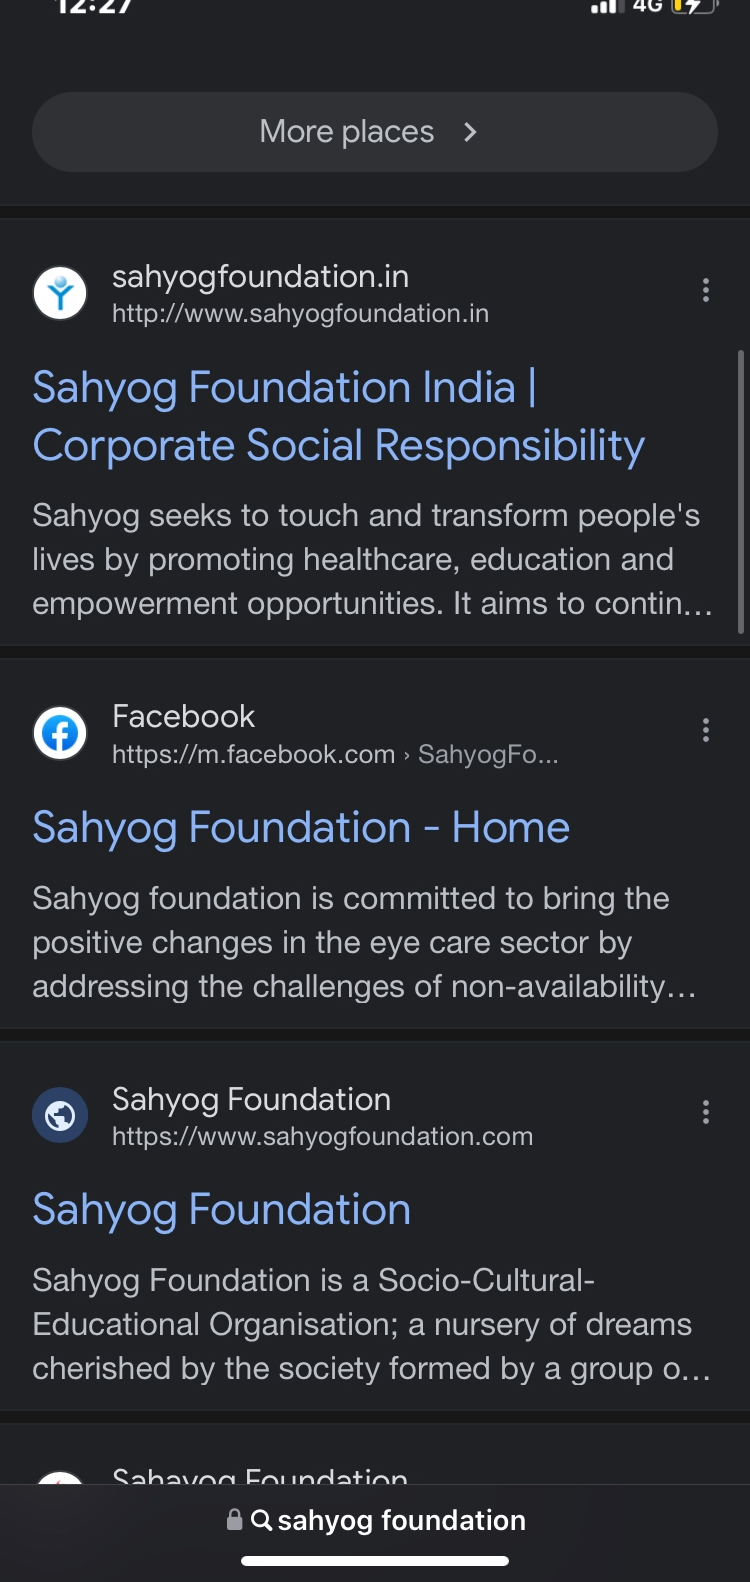 12:27
4G
More places >
sahyogfoundation.in
http://www.sahyogfoundation.in
Sahyog Foundation India |
Corporate Social Responsibility
Sahyog seeks to touch and transform people's
lives by promoting healthcare, education and
empowerment opportunities. It aims to contin...
Facebook
https://m.facebook.com › SahyogFo...
Sahyog Foundation - Home
Sahyog foundation is committed to bring the
positive changes in the eye care sector by
addressing the challenges of non-availability...
Sahyog Foundation
https://www.sahyogfoundation.com
Sahyog Foundation
Sahyog Foundation is a Socio-Cultural-
Educational Organisation; a nursery of dreams
cherished by the society formed by a group o...
Sahayog Foundation
sahyog foundation